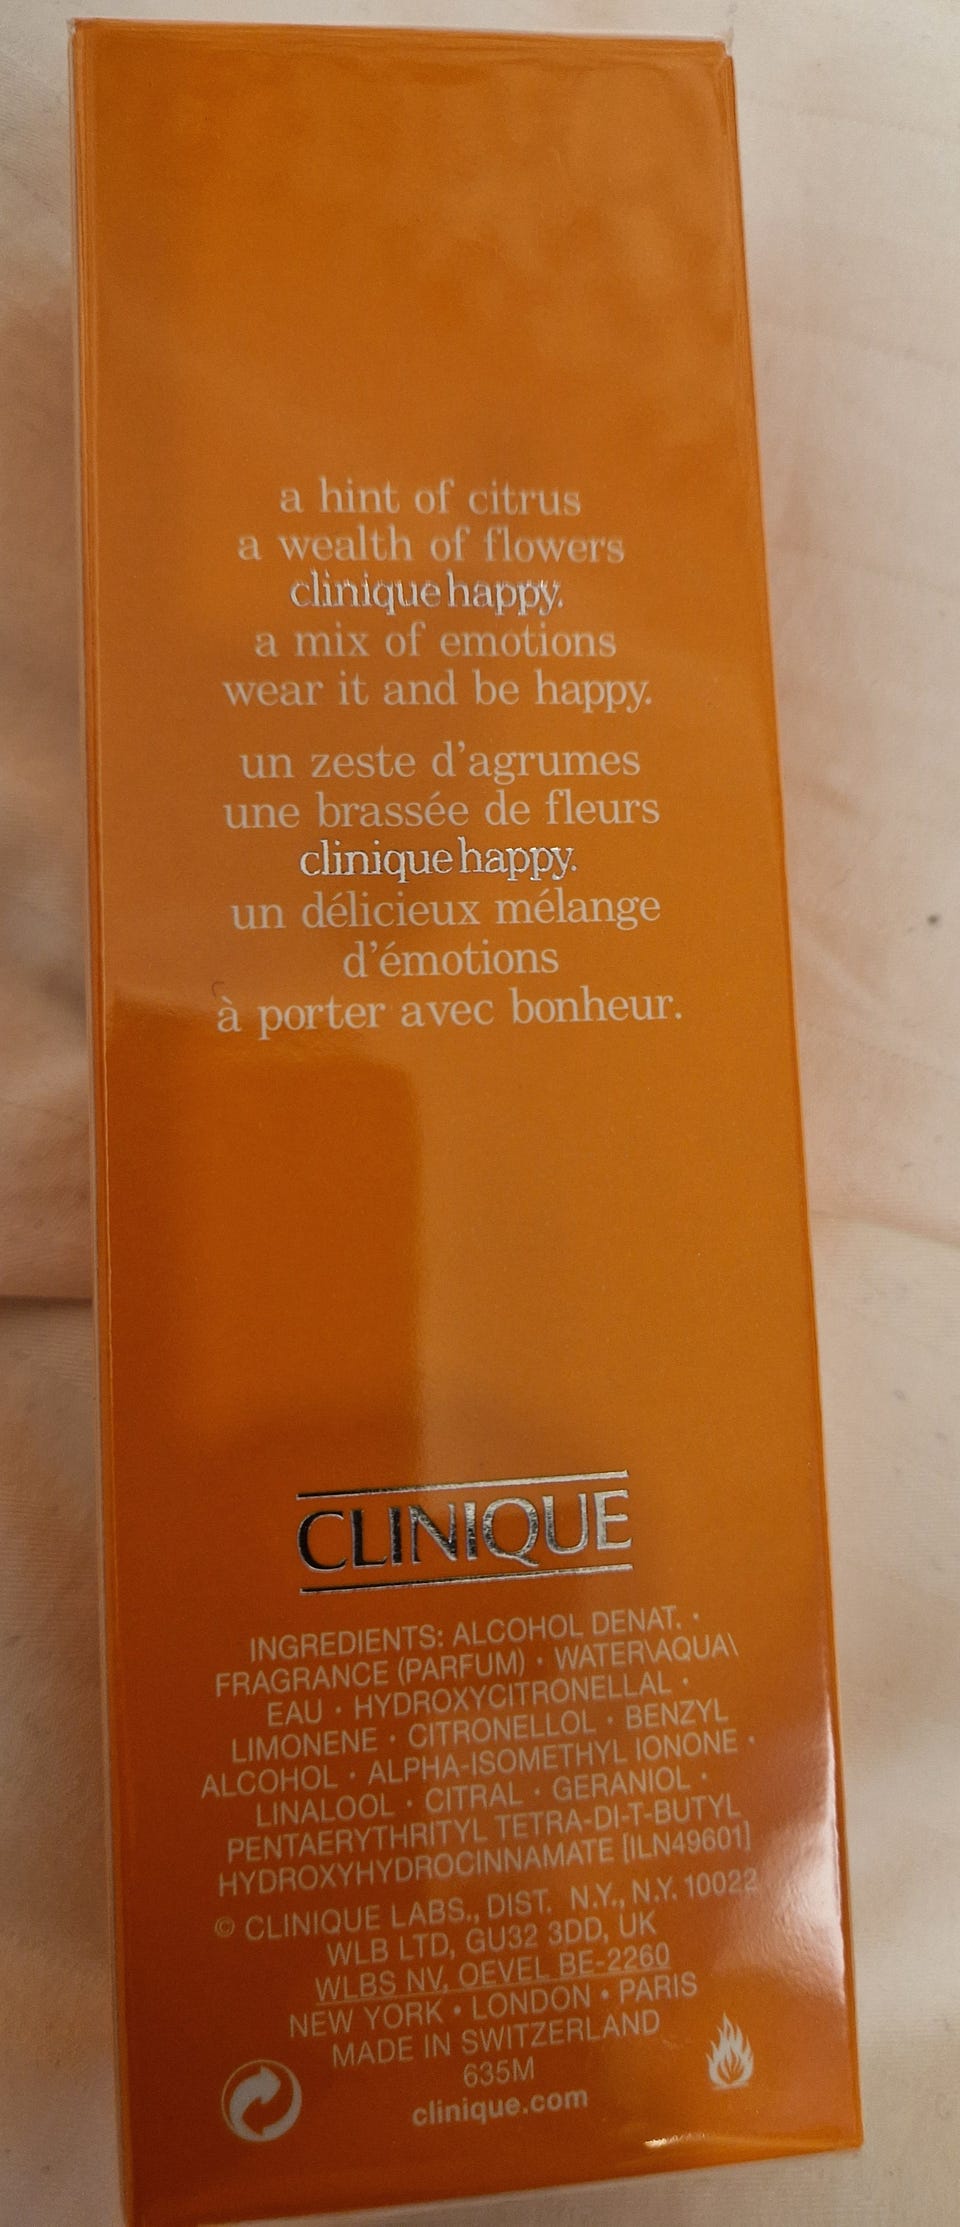 a hint of citrus
a wealth of flowers
clinique happy.
a mix of emotions
wear it and be happy.
un zeste d'agrumes
une brassée de fleurs
clinique happy.
un délicieux mélange
d'émotions
à porter avec bonheur.
CLINIQUE
INGREDIENTS: ALCOHOL DENAT. •
FRAGRANCE (PARFUM) • WATER\AQUA\
EAU • HYDROXYCITRONELLAL •
LIMONENE • CITRONELLOL • BENZYL
ALCOHOL • ALPHA-ISOMETHYL IONONE •
LINALOOL • CITRAL • GERANIOL •
PENTAERYTHRITYL TETRA-DI-T-BUTYL
HYDROXYHYDROCINNAMATE [ILN49601]
© CLINIQUE LABS., DIST. N.Y., N.Y. 10022
WLB LTD, GU32 3DD, UK
WLBS NV, OEVEL BE-2260
NEW YORK • LONDON • PARIS
MADE IN SWITZERLAND
635M
clinique.com